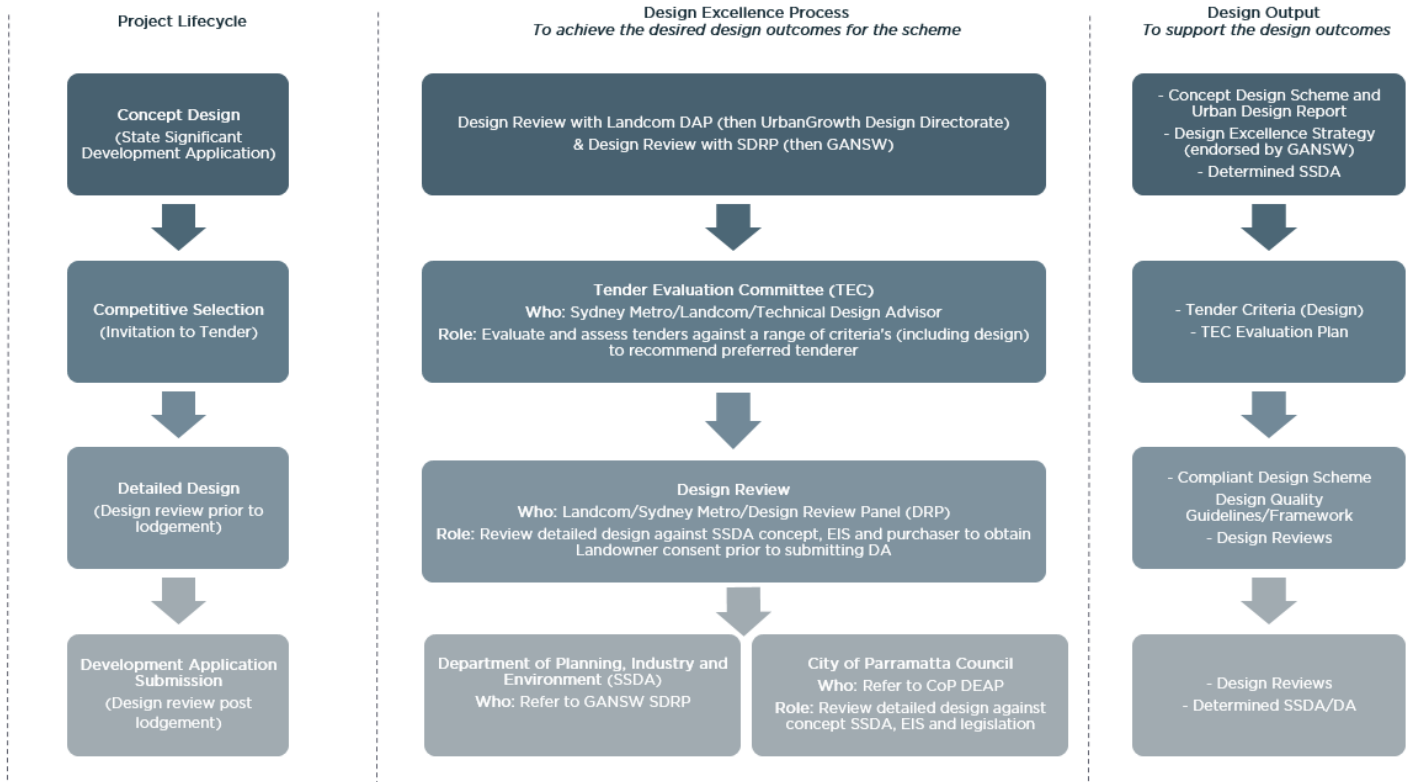 Project Lifecycle
Design Excellence Process
To achieve the desired design outcomes for the scheme
Design Output
To support the design outcomes
Concept Design
(State Significant
Development Application)
Design Review with Landcom DAP (then UrbanGrowth Design Directorate)
& Design Review with SDRP (then GANSW)
- Concept Design Scheme and
Urban Design Report
- Design Excellence Strategy
(endorsed by GANSW)
- Determined SSDA
Competitive Selection
(Invitation to Tender)
Tender Evaluation Committee (TEC)
Who: Sydney Metro/Landcom/Technical Design Advisor
Role: Evaluate and assess tenders against a range of criteria's (including design)
to recommend preferred tenderer
- Tender Criteria (Design)
- TEC Evaluation Plan
Detailed Design
(Design review prior to
lodgement)
Design Review
Who: Landcom/Sydney Metro/Design Review Panel (DRP)
Role: Review detailed design against SSDA concept, EIS and purchaser to obtain
Landowner consent prior to submitting DA
- Compliant Design Scheme
Design Quality
Guidelines/Framework
- Design Reviews
Development Application
Submission
(Design review post
lodgement)
Department of Planning, Industry and
Environment (SSDA)
Who: Refer to GANSW SDRP
City of Parramatta Council
Who: Refer to CoP DEAP
Role: Review detailed design against
concept SSDA, EIS and legislation
- Design Reviews
- Determined SSDA/DA